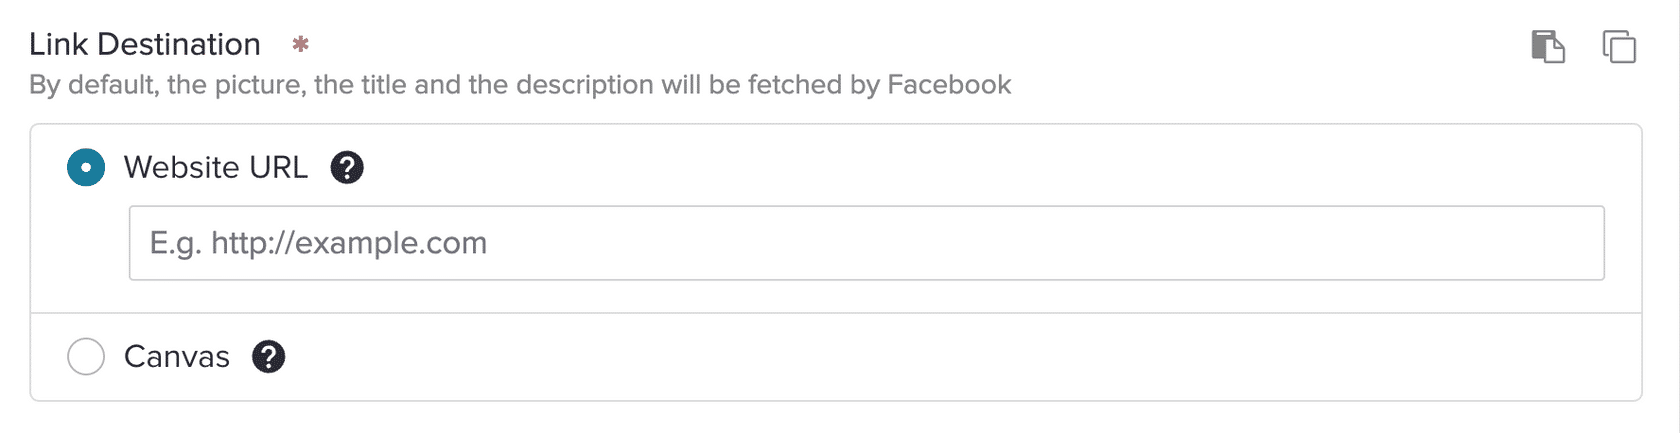 Link Destination *
By default, the picture, the title and the description will be fetched by Facebook
Website URL ?
E.g. http://example.com
Canvas ?